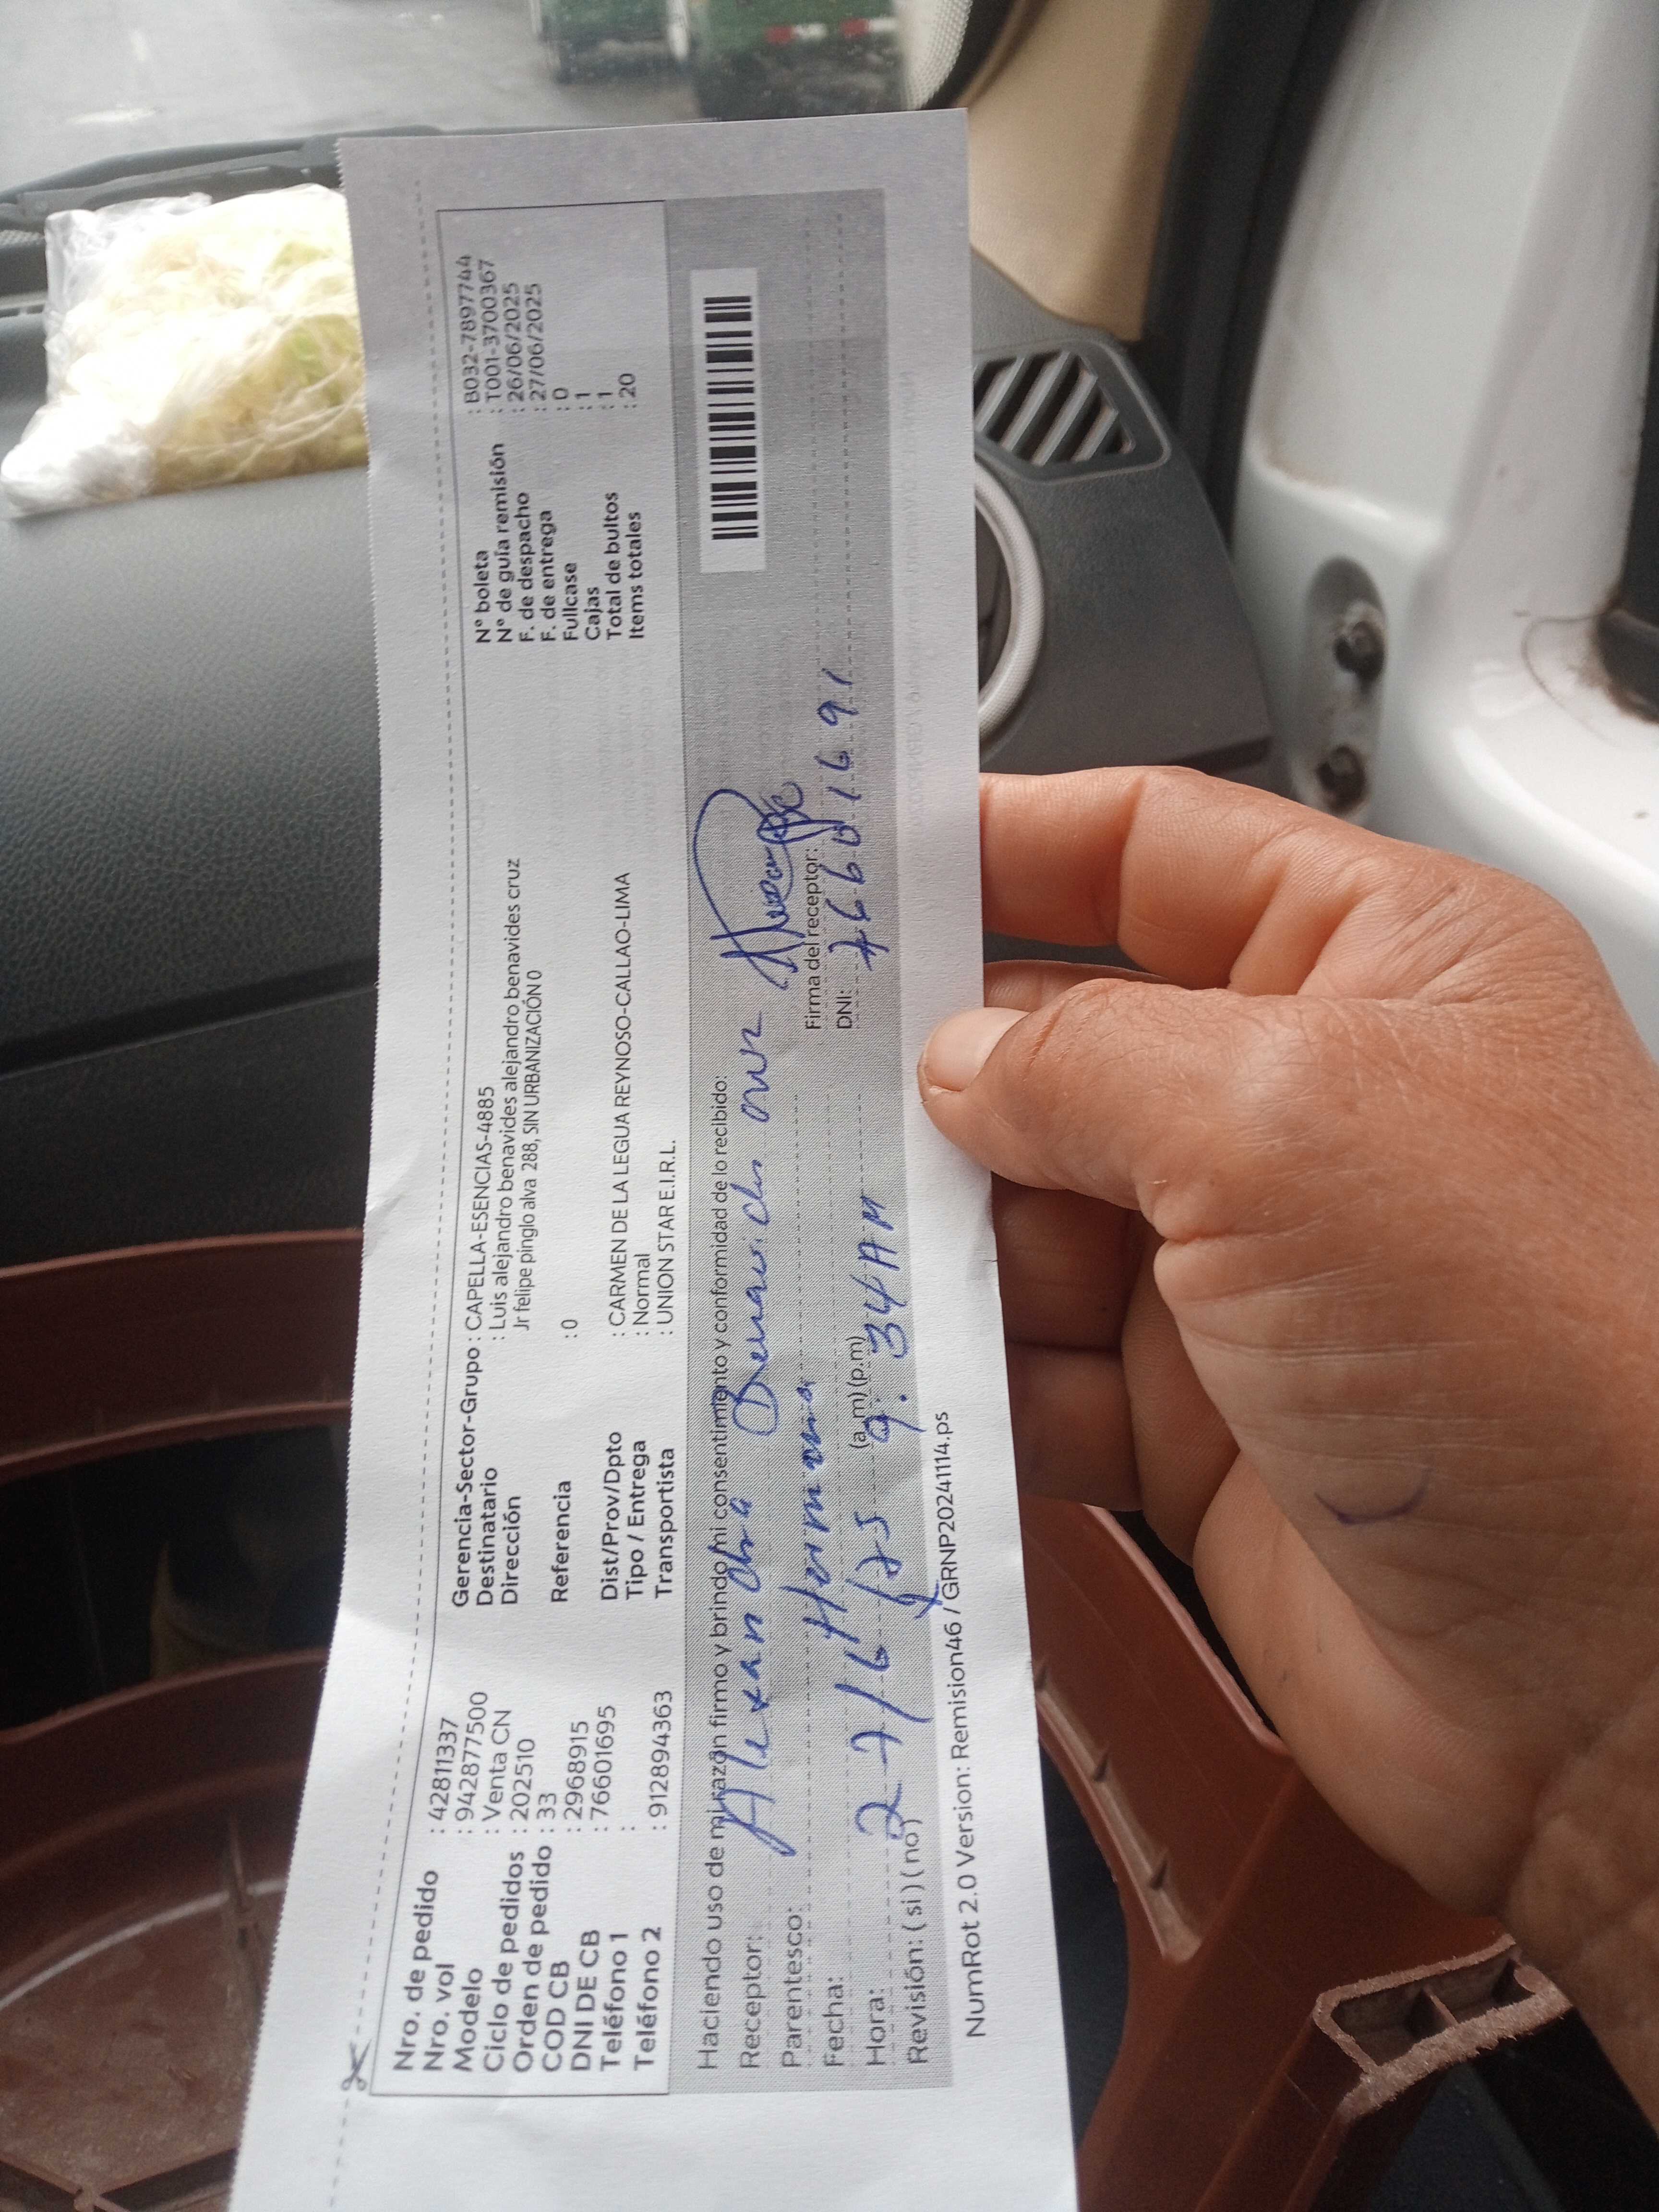 Nro. de pedido : 42811337
Nro. vol : 942877500
Modelo : Venta CN
Ciclo de pedidos : 202510
Orden de pedido : 33
COD CB : 2968915
DNI DE CB : 76601695
Teléfono 1 :
Teléfono 2 : 912894363
Gerencia-Sector-Grupo : CAPELLA-ESENCIAS-4885
Destinatario : Luis alejandro benavides alejandro benavides cruz
Dirección Jr felipe pinglo alva 288, SIN URBANIZACIÓN 0
Referencia : 0
Dist/Prov/Dpto : CARMEN DE LA LEGUA REYNOSO-CALLAO-LIMA
Tipo / Entrega : Normal
Transportista : UNION STAR E.I.R.L.
N° boleta : B032-7897744
N° de guía remisión : T001-3700367
F. de despacho : 26/06/2025
F. de entrega : 27/06/2025
Fullcase : 0
Cajas : 1
Total de bultos : 1
Items totales : 20
Haciendo uso de mi razón firmo y brindo mi consentimiento y conformidad de lo recibido:
Receptor: Alexandra Benavides cruz
Parentesco: Hermana
Firma del receptor:
Fecha: 27/6/25
DNI: 76601691
Hora: (a.m) (p.m) 9:34 AM
Revisión: ( si ) ( no )
NumRot 2.0 Version: Remision46 / GRNP20241114.ps